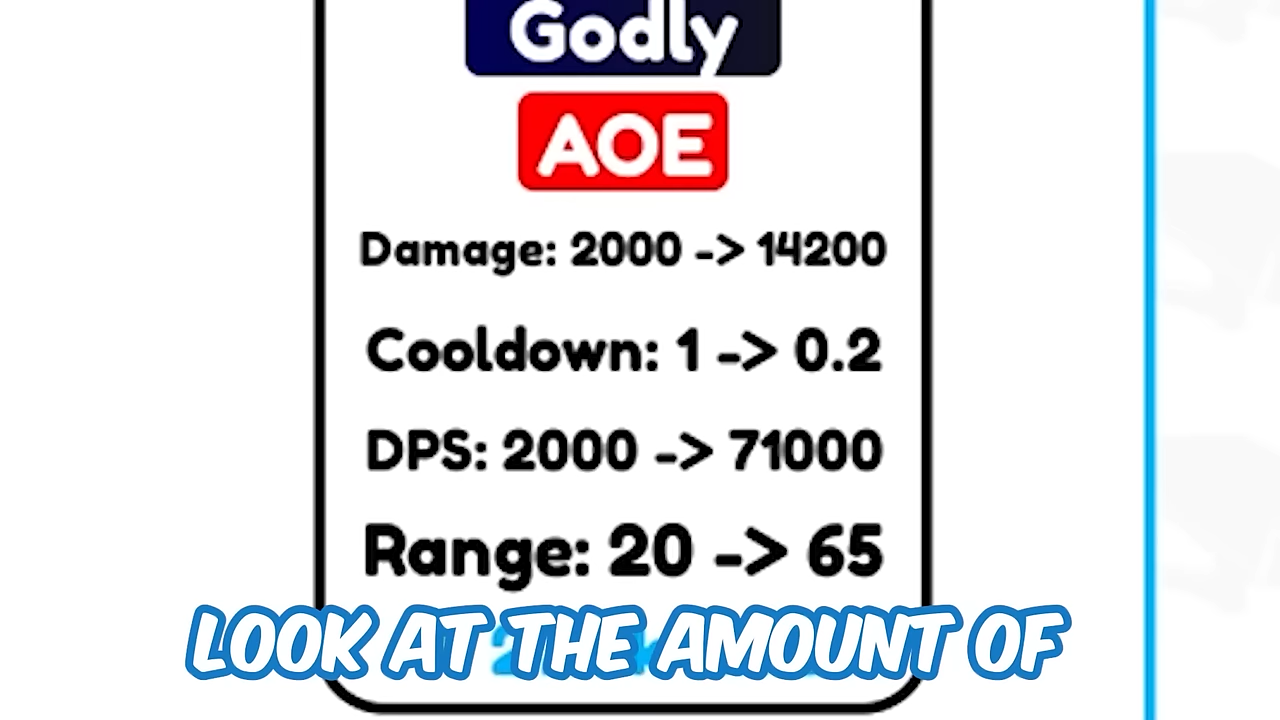 Godly
AOE
Damage: 2000 -> 14200
Cooldown: 1 -> 0.2
DPS: 2000 -> 71000
Range: 20 -> 65
LOOK AT THE AMOUNT OF